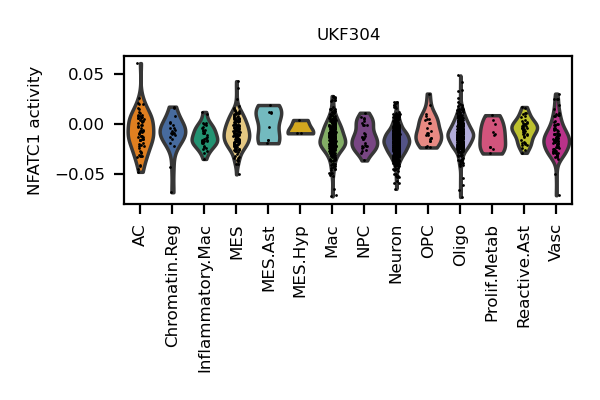 UKF304
NFATC1 activity
0.05
0.00
−0.05
AC
Chromatin.Reg
Inflammatory.Mac
MES
MES.Ast
MES.Hyp
Mac
NPC
Neuron
OPC
Oligo
Prolif.Metab
Reactive.Ast
Vasc